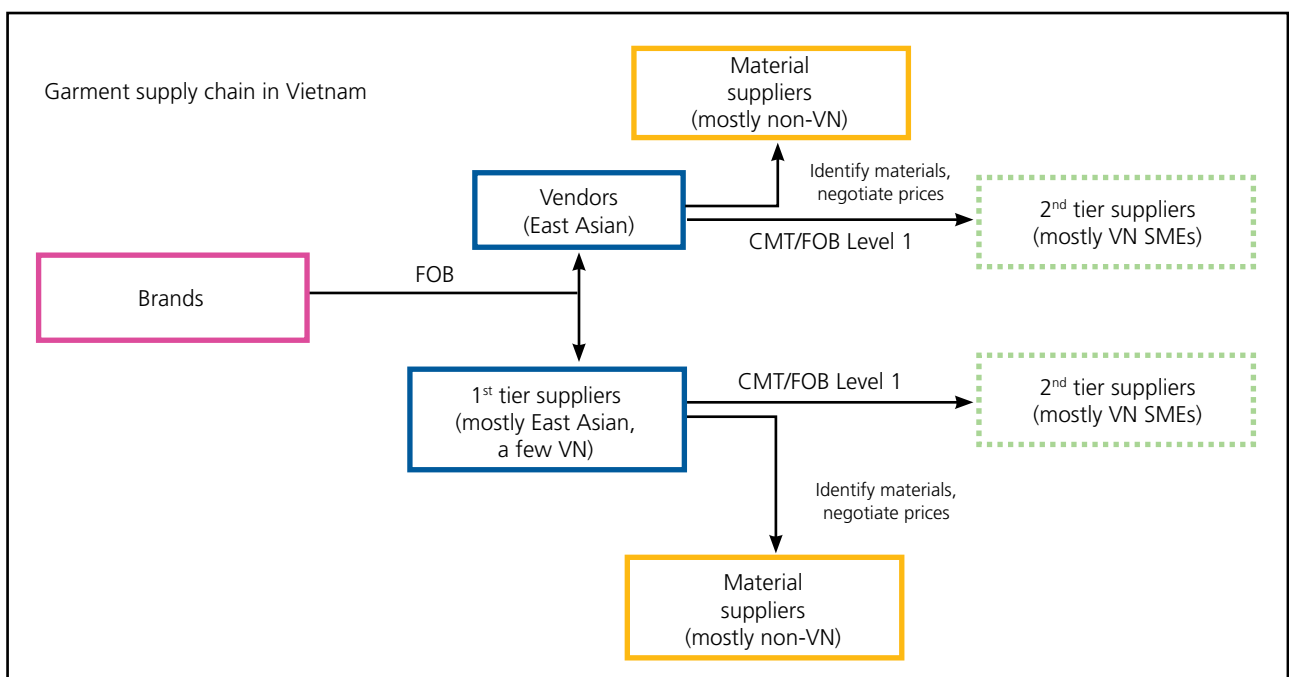 Garment supply chain in Vietnam
Material
suppliers
(mostly non-VN)
Identify materials,
negotiate prices
Vendors
(East Asian)
2nd tier suppliers
(mostly VN SMEs)
CMT/FOB Level 1
FOB
Brands
CMT/FOB Level 1
1st tier suppliers
(mostly East Asian,
a few VN)
2nd tier suppliers
(mostly VN SMEs)
Identify materials,
negotiate prices
Material
suppliers
(mostly non-VN)